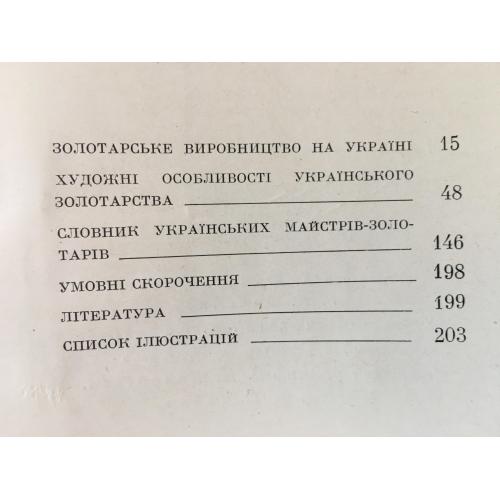 ЗОЛОТАРСЬКЕ ВИРОБНИЦТВО НА УКРАЇНІ 15
ХУДОЖНІ ОСОБЛИВОСТІ УКРАЇНСЬКОГО
ЗОЛОТАРСТВА 48
СЛОВНИК УКРАЇНСЬКИХ МАЙСТРІВ-ЗОЛО-
ТАРІВ 146
УМОВНІ СКОРОЧЕННЯ 198
ЛІТЕРАТУРА 199
СПИСОК ІЛЮСТРАЦІЙ 203